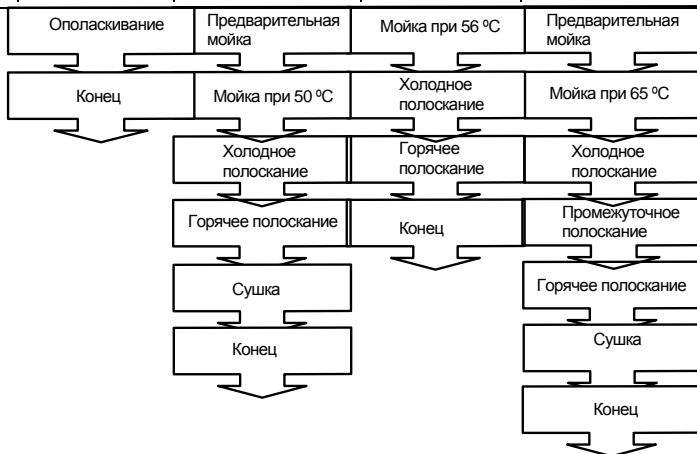 Ополаскивание
Конец
Предварительная
мойка
Мойка при 50 ºC
Холодное
полоскание
Горячее полоскание
Сушка
Конец
Мойка при 56 ºC
Холодное
полоскание
Горячее
полоскание
Конец
Предварительная
мойка
Мойка при 65 ºC
Холодное
полоскание
Промежуточное
полоскание
Горячее полоскание
Сушка
Конец